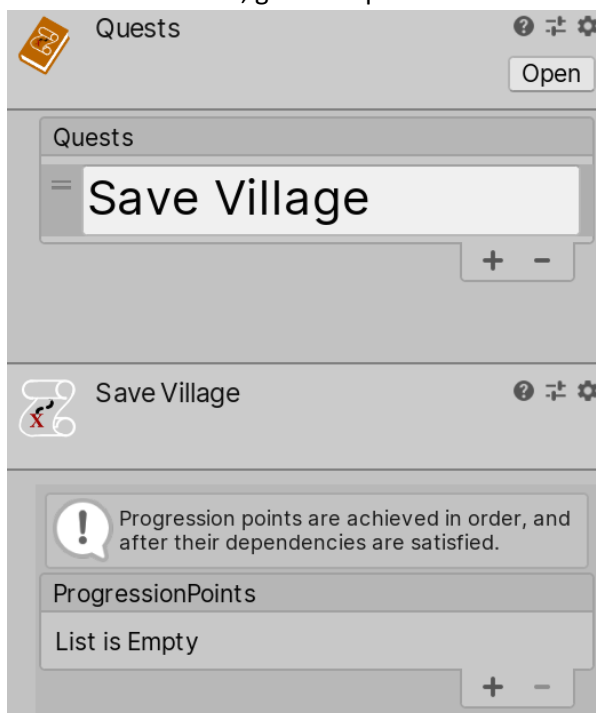 Quests
Open
Quests
Save Village
Save Village
Progression points are achieved in order, and
after their dependencies are satisfied.
ProgressionPoints
List is Empty